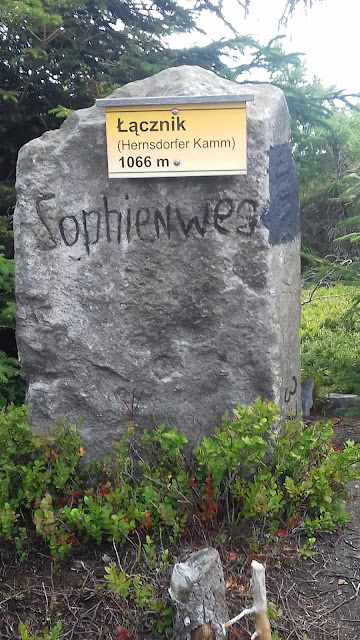 Łącznik
(Hernsdorfer Kamm)
1066 m
Sophienweg